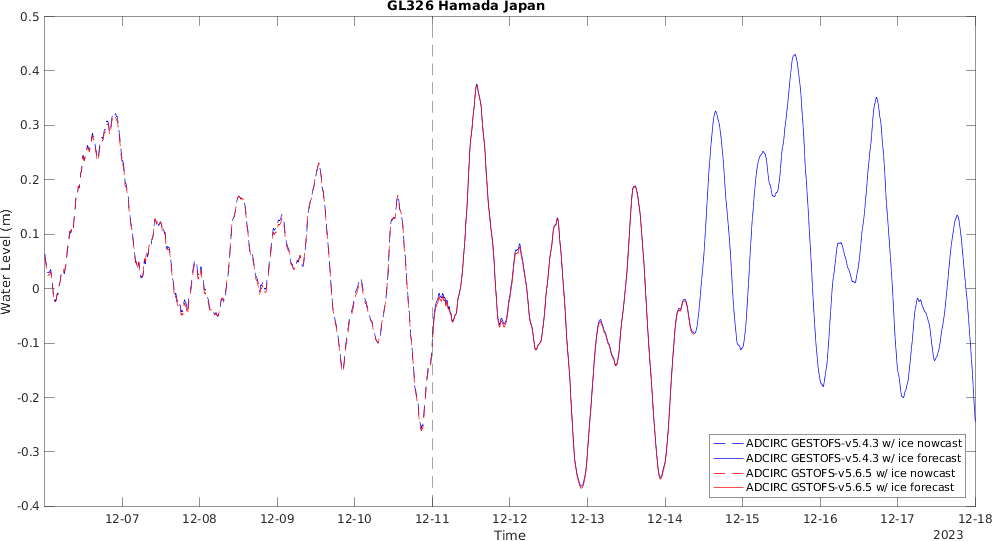 GL326 Hamada Japan
0.5
0.4
0.3
0.2
0.1
0
-0.1
-0.2
-0.3
-0.4
Water Level (m)
12-07 12-08 12-09 12-10 12-11 12-12 12-13 12-14 12-15 12-16 12-17 12-18
Time
2023
ADCIRC GESTOFS-v5.4.3 w/ ice nowcast
ADCIRC GESTOFS-v5.4.3 w/ ice forecast
ADCIRC GSTOFS-v5.6.5 w/ ice nowcast
ADCIRC GSTOFS-v5.6.5 w/ ice forecast